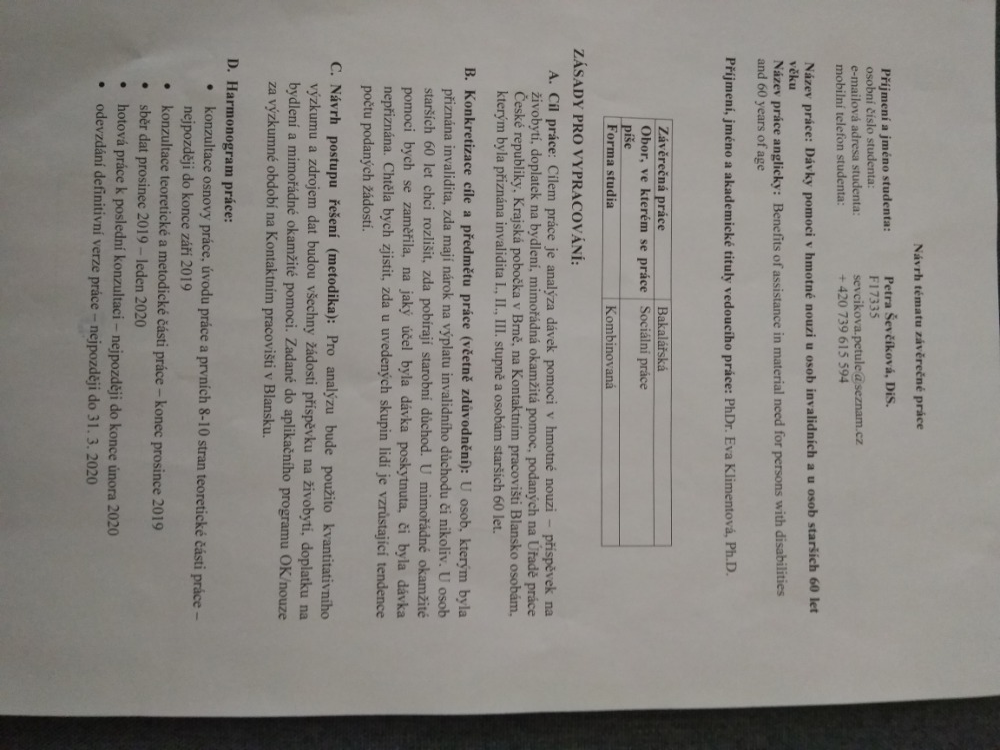 Návrh tématu závěrečné práce
Příjmení a jméno studenta: Petra Ševčíková, DiS.
osobní číslo studenta: F17335
e-mailová adresa studenta: sevcikova.petule@seznam.cz
mobilní telefon studenta: + 420 739 615 594
Název práce: Dávky pomoci v hmotné nouzi u osob invalidních a u osob starších 60 let
věku
Název práce anglicky: Benefits of assistance in material need for persons with disabilities
and 60 years of age
Příjmení, jméno a akademické tituly vedoucího práce: PhDr. Eva Klimentová, Ph.D.
Závěrečná práce Bakalářská
Obor, ve kterém se práce Sociální práce
píše
Forma studia Kombinovaná
ZÁSADY PRO VYPRACOVÁNÍ:
A. Cíl práce: Cílem práce je analýza dávek pomoci v hmotné nouzi – příspěvek na
živobytí, doplatek na bydlení, mimořádná okamžitá pomoc, podaných na Úřadě práce
České republiky, Krajská pobočka v Brně, na Kontaktním pracovišti Blansko osobám,
kterým byla přiznána invalidita I., II., III. stupně a osobám starších 60 let.
B. Konkretizace cíle a předmětu práce (včetně zdůvodnění): U osob, kterým byla
přiznána invalidita, zda mají nárok na výplatu invalidního důchodu či nikoliv. U osob
starších 60 let chci rozlišit, zda pobírají starobní důchod. U mimořádné okamžité
pomoci bych se zaměřila, na jaký účel byla dávka poskytnuta, či byla dávka
nepřiznána. Chtěla bych zjistit, zda u uvedených skupin lidí je vzrůstající tendence
počtu podaných žádostí.
C. Návrh postupu řešení (metodika): Pro analýzu bude použito kvantitativního
výzkumu a zdrojem dat budou všechny žádosti příspěvku na živobytí, doplatku na
bydlení a mimořádné okamžité pomoci. Zadané do aplikačního programu OK/nouze
za výzkumné období na Kontaktním pracovišti v Blansku.
D. Harmonogram práce:
• konzultace osnovy práce, úvodu práce a prvních 8-10 stran teoretické části práce –
nejpozději do konce září 2019
• konzultace teoretické a metodické části práce – konec prosince 2019
• sběr dat prosinec 2019 – leden 2020
• hotová práce k poslední konzultaci – nejpozději do konce února 2020
• odevzdání definitivní verze práce – nejpozději do 31. 3. 2020